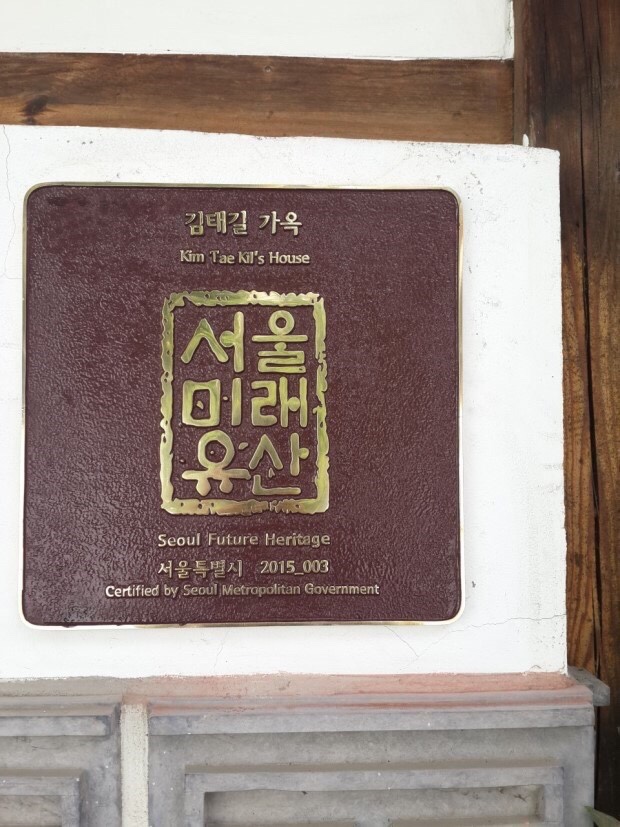 김태길 가옥
Kim Tae Kil's House
서울
미래
유산
Seoul Future Heritage
서울특별시 2015_003
Certified by Seoul Metropolitan Government